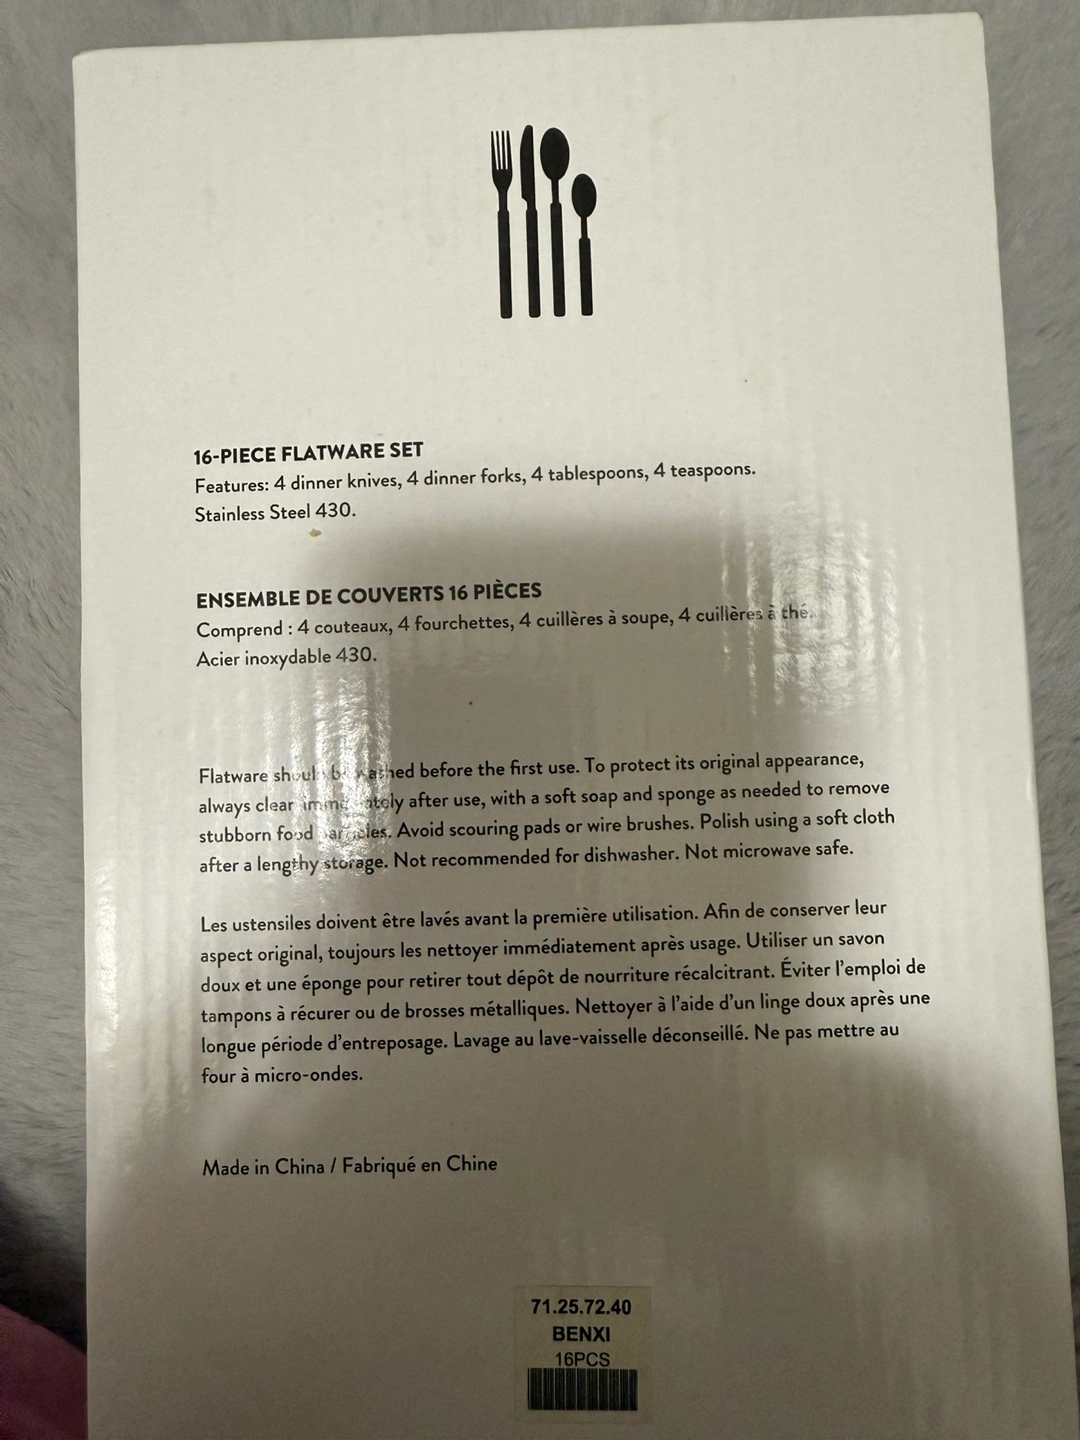 16-PIECE FLATWARE SET
Features: 4 dinner knives, 4 dinner forks, 4 tablespoons, 4 teaspoons.
Stainless Steel 430.
ENSEMBLE DE COUVERTS 16 PIÈCES
Comprend : 4 couteaux, 4 fourchettes, 4 cuillères à soupe, 4 cuillères à thé.
Acier inoxydable 430.
Flatware should be washed before the first use. To protect its original appearance,
always clear immediately after use, with a soft soap and sponge as needed to remove
stubborn food particles. Avoid scouring pads or wire brushes. Polish using a soft cloth
after a lengthy storage. Not recommended for dishwasher. Not microwave safe.
Les ustensiles doivent être lavés avant la première utilisation. Afin de conserver leur
aspect original, toujours les nettoyer immédiatement après usage. Utiliser un savon
doux et une éponge pour retirer tout dépôt de nourriture récalcitrant. Éviter l'emploi de
tampons à récurer ou de brosses métalliques. Nettoyer à l'aide d'un linge doux après une
longue période d'entreposage. Lavage au lave-vaisselle déconseillé. Ne pas mettre au
four à micro-ondes.
Made in China / Fabriqué en Chine
71.25.72.40
BENXI
16PCS